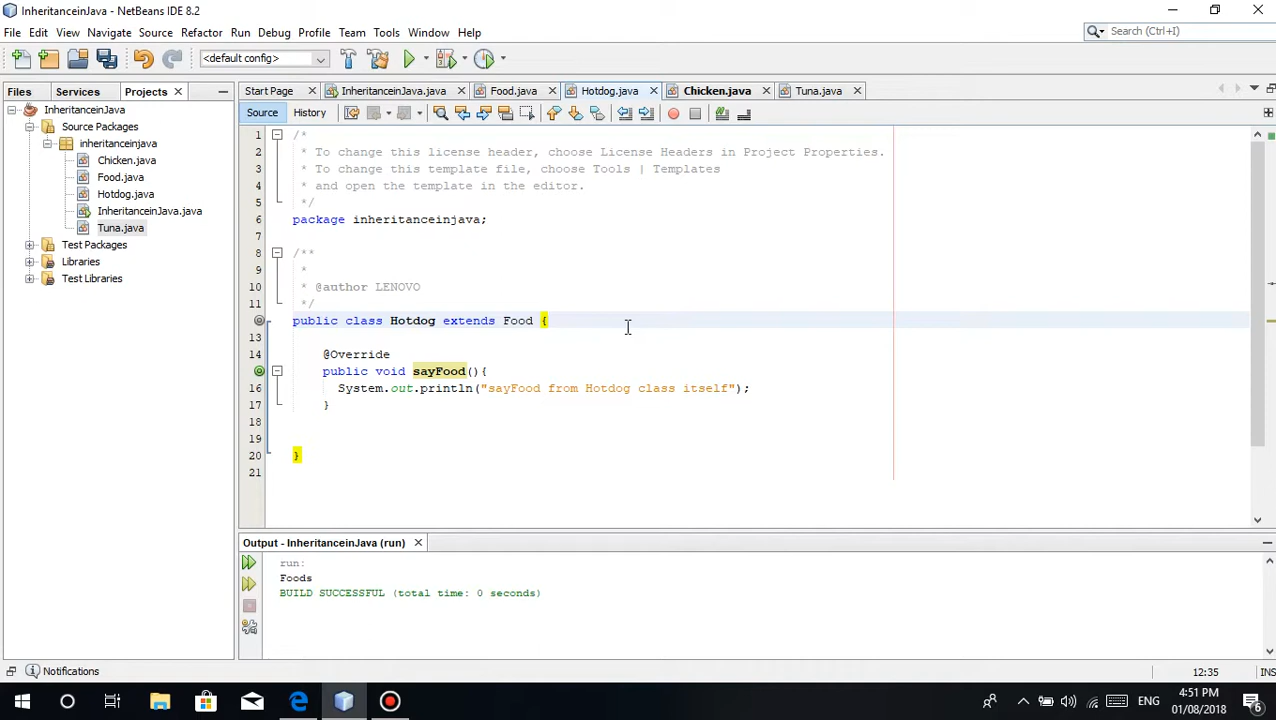 InheritanceinJava - NetBeans IDE 8.2
File Edit View Navigate Source Refactor Run Debug Profile Team Tools Window Help
Search (Ctrl+I)
<default config>
Files Services Projects
Start Page InheritanceinJava.java Food.java Hotdog.java Chicken.java Tuna.java
Source History
InheritanceinJava
Source Packages
inheritanceinjava
Chicken.java
Food.java
Hotdog.java
InheritanceinJava.java
Tuna.java
Test Packages
Libraries
Test Libraries
1 /*
2 * To change this license header, choose License Headers in Project Properties.
3 * To change this template file, choose Tools | Templates
4 * and open the template in the editor.
5 */
6 package inheritanceinjava;
7
8 /**
9 *
10 * @author LENOVO
11 */
public class Hotdog extends Food {
13
14 @Override
public void sayFood(){
16 System.out.println("sayFood from Hotdog class itself");
17 }
18
19
20 }
21
Output - InheritanceinJava (run)
run:
Foods
BUILD SUCCESSFUL (total time: 0 seconds)
Notifications
12:35 INS
ENG
4:51 PM
01/08/2018
6